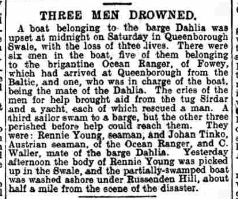 THREE MEN DROWNED.
A boat belonging to the barge Dahlia was
upset at midnight on Saturday in Queenborough
Swale, with the loss of three lives. There were
six men in the boat, five of them belonging
to the brigantine Ocean Ranger, of Fowey,
which had arrived at Queenborough from the
Baltic, and one, who was in charge of the boat,
being the mate of the Dahlia. The cries of the
men for help brought aid from the tug Sirdar
and a yacht, each of which rescued a man. A
third sailor swam to a barge, but the other three
perished before help could reach them. They
were: Rennie Young, seaman, and Johan Tinko,
Austrian seaman, of the Ocean Ranger, and C.
Waller, mate of the barge Dahlia. Yesterday
afternoon the body of Rennie Young was picked
up in the Swale, and the partially-swamped boat
was washed ashore under Russenden Hill, about
half a mile from the scene of the disaster.